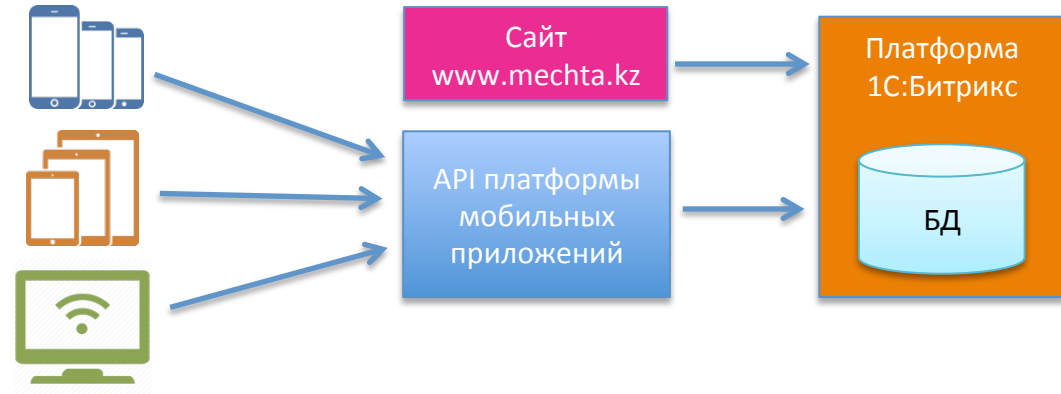 Сайт
www.mechta.kz
API платформы
мобильных
приложений
Платформа
1С:Битрикс
БД